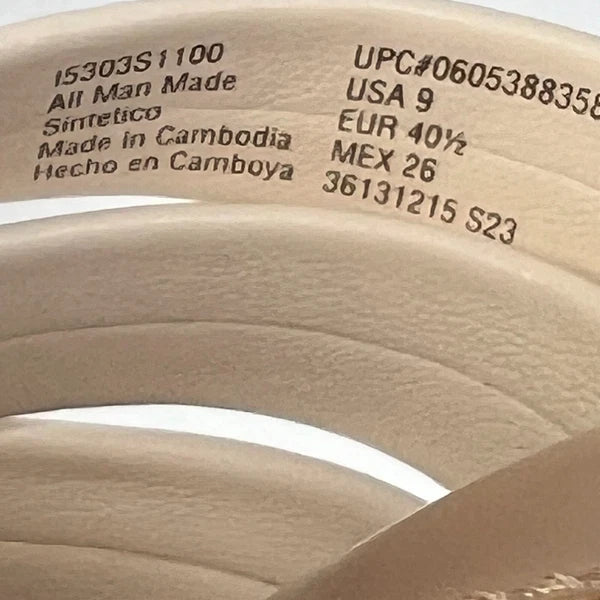 I5303S1100
All Man Made
Sintetico
Made in Cambodia
Hecho en Camboya
UPC#0605388358
USA 9
EUR 40½
MEX 26
36131215 S23